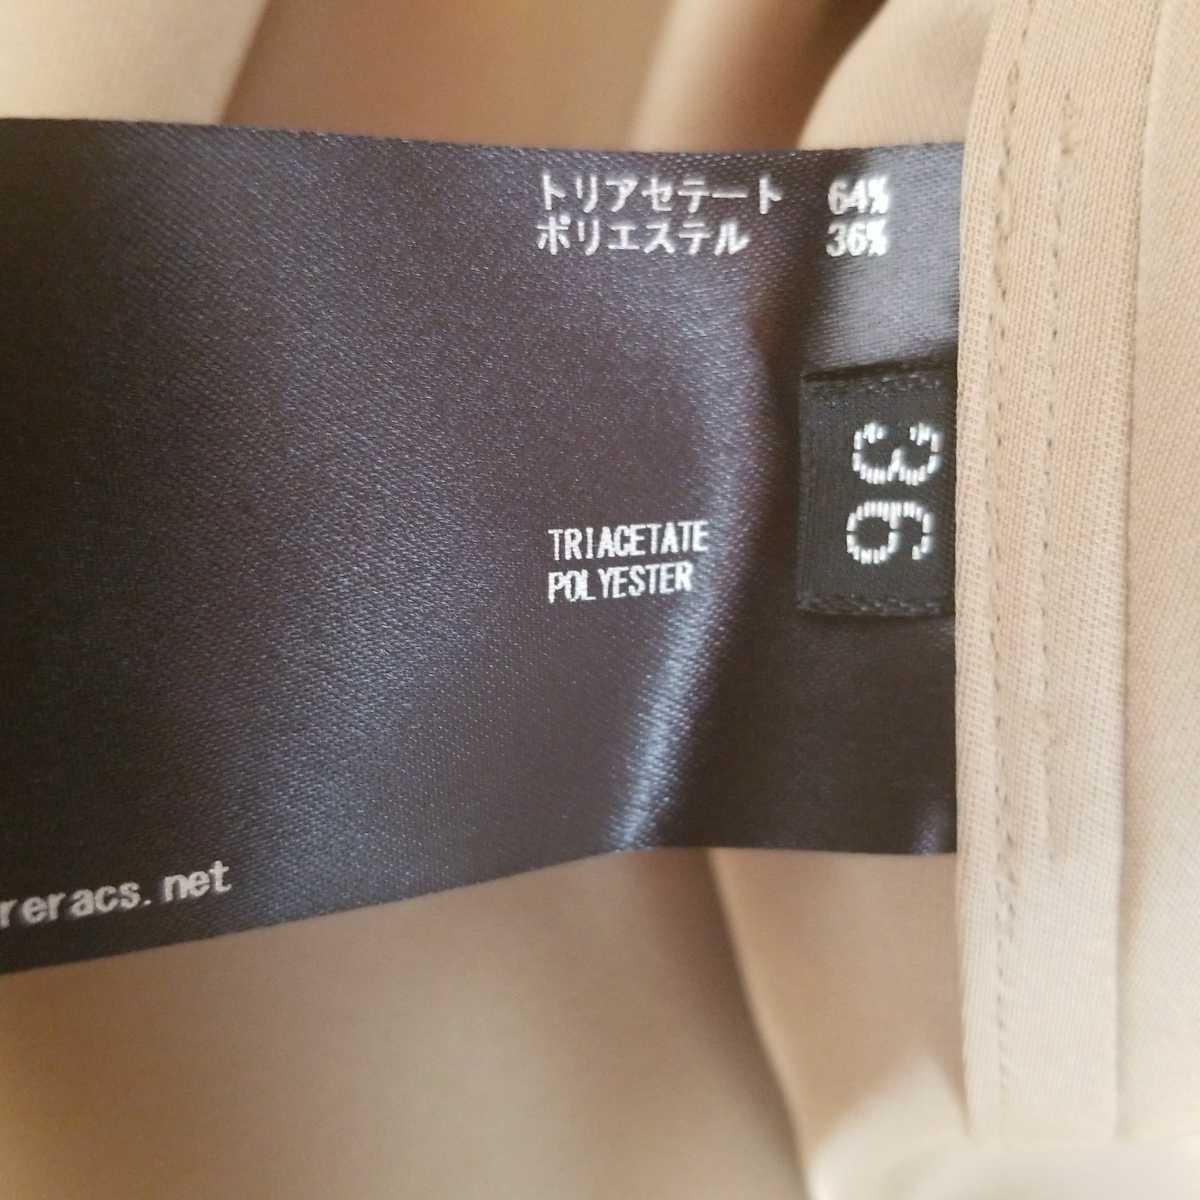 トリアセテート 64%
ポリエステル 36%
36
TRIACETATE
POLYESTER
reracs.net